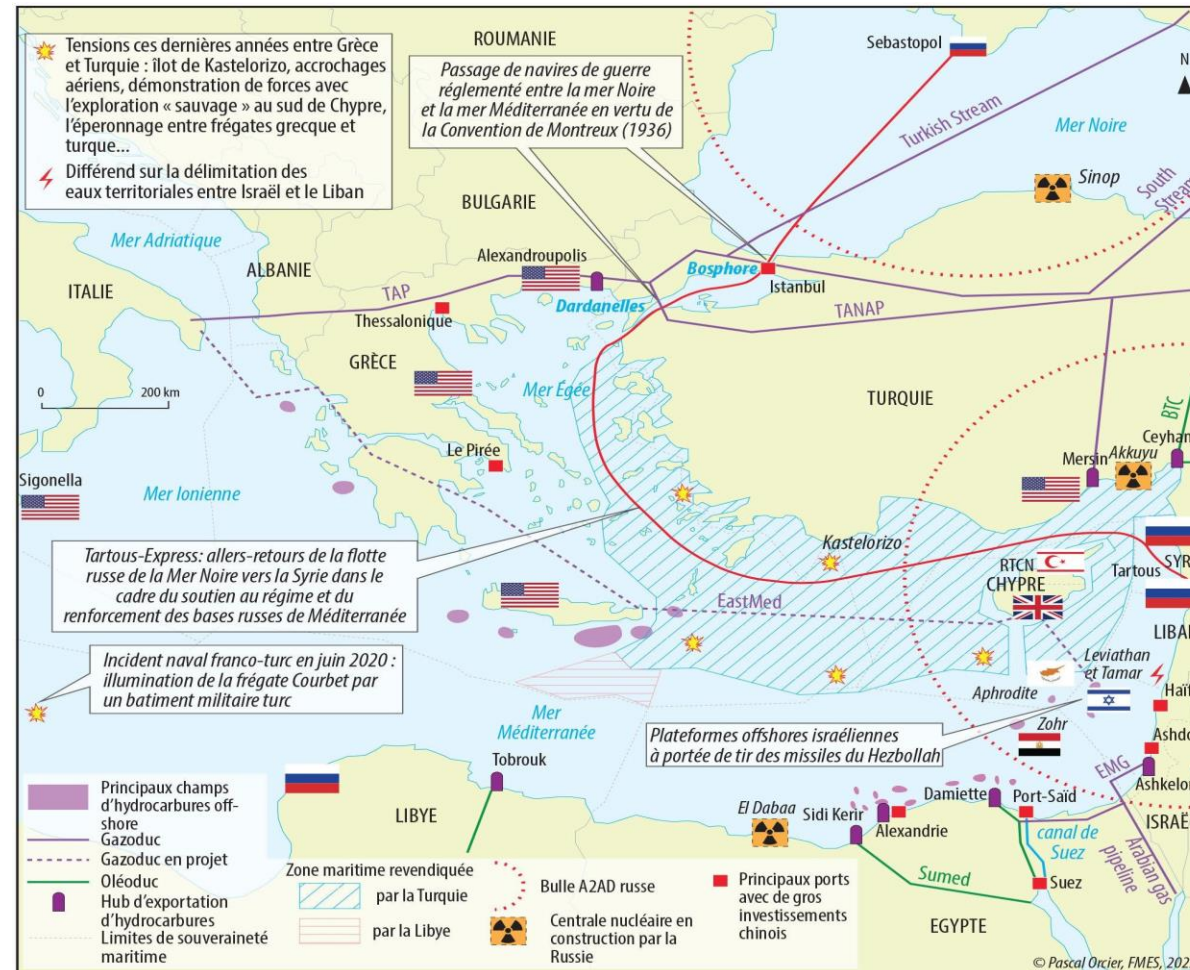 Tensions ces dernières années entre Grèce
et Turquie : îlot de Kastelorizo, accrochages
aériens, démonstration de forces avec
l'exploration « sauvage » au sud de Chypre,
l'éperonnage entre frégates grecque et
turque...
Différend sur la délimitation des
eaux territoriales entre Israël et le Liban
ROUMANIE
Sebastopol
N
Passage de navires de guerre
réglementé entre la mer Noire
et la mer Méditerranée en vertu de
la Convention de Montreux (1936)
Turkish Stream
Mer Noire
Sinop
South
Stream
BULGARIE
Mer Adriatique
ALBANIE
Alexandroupolis
Bosphore
Istanbul
ITALIE
TAP
Dardanelles
Thessalonique
TANAP
GRÈCE
0
200 km
Mer Égée
TURQUIE
BTC
Ceyhan
Le Pirée
Mersin
Akkuyu
Sigonella
Mer Ionienne
Kastelorizo
Tartous-Express: allers-retours de la flotte
russe de la Mer Noire vers la Syrie dans le
cadre du soutien au régime et du
renforcement des bases russes de Méditerranée
RTCN
CHYPRE
SYR
Tartous
EastMed
LIBAN
Incident naval franco-turc en juin 2020 :
illumination de la frégate Courbet par
un batiment militaire turc
Leviathan
et Tamar
Aphrodite
Haïf
Mer
Méditerranée
Plateformes offshores israéliennes
à portée de tir des missiles du Hezbollah
Zohr
Ashdo
Tobrouk
EMG
Ashkelon
Principaux champs
d'hydrocarbures off-
shore
Gazoduc
Gazoduc en projet
Oléoduc
Hub d'exportation
d'hydrocarbures
Limites de souveraineté
maritime
LIBYE
El Dabaa
Sidi Kerir
Alexandrie
Damiette
Port-Saïd
ISRAË
canal de
Suez
Arabian gas
pipeline
Sumed
Suez
EGYPTE
Zone maritime revendiquée
par la Turquie
par la Libye
Bulle A2AD russe
Centrale nucléaire en
construction par la
Russie
Principaux ports
avec de gros
investissements
chinois
© Pascal Orcier, FMES, 202